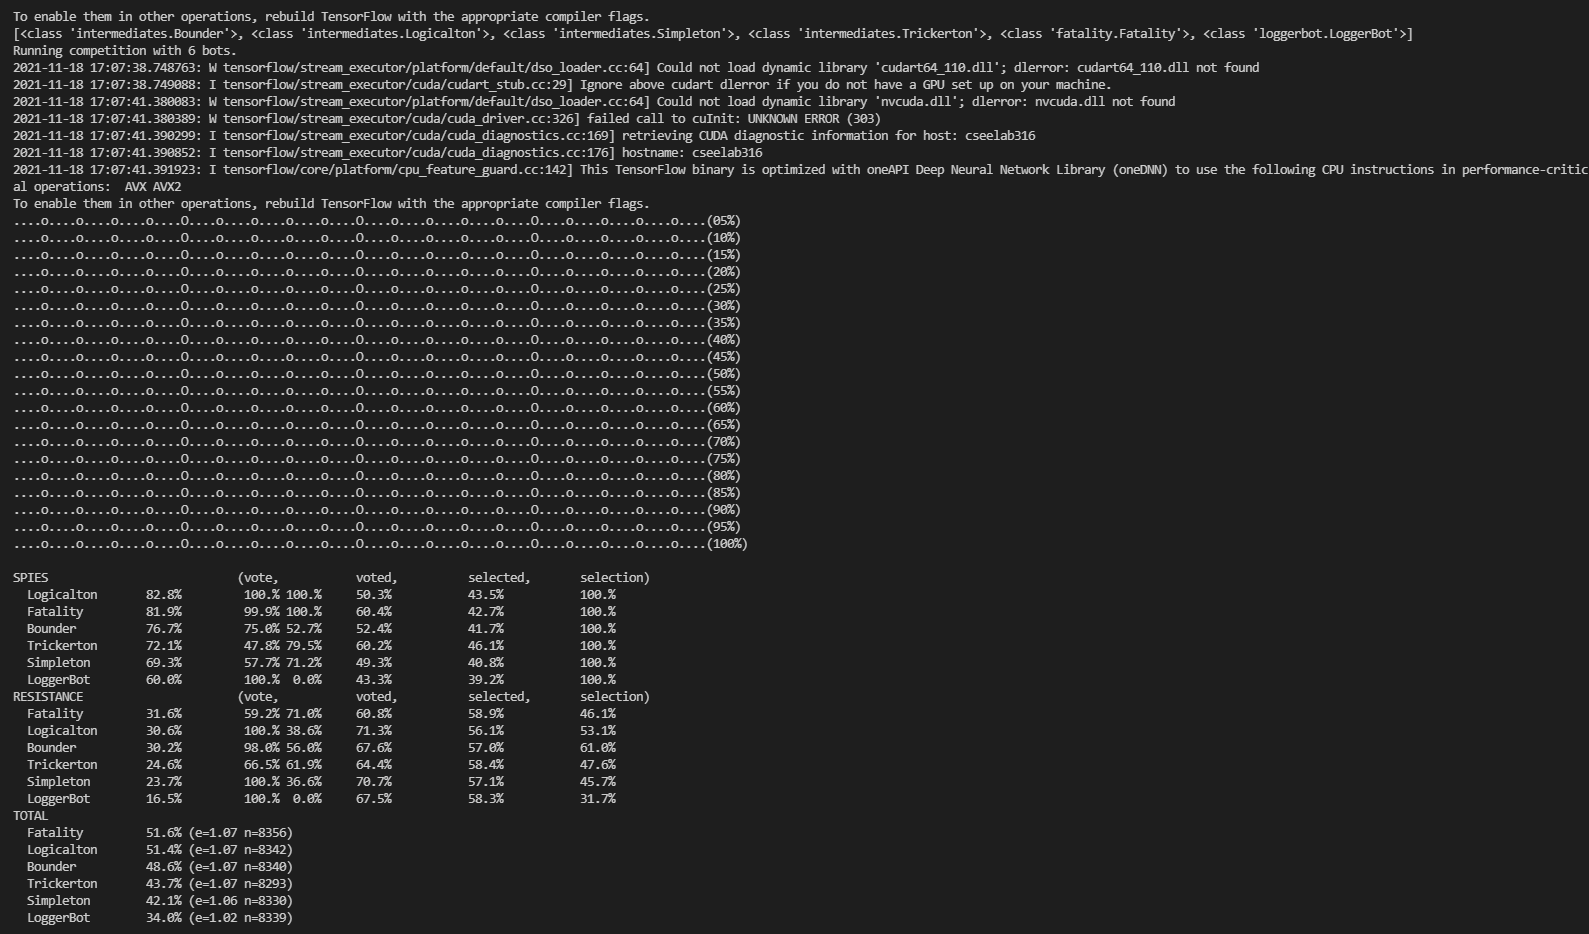 To enable them in other operations, rebuild TensorFlow with the appropriate compiler flags.
[<class 'intermediates.Bounder'>, <class 'intermediates.Logicalton'>, <class 'intermediates.Simpleton'>, <class 'intermediates.Trickerton'>, <class 'fatality.Fatality'>, <class 'loggerbot.LoggerBot'>]
Running competition with 6 bots.
2021-11-18 17:07:38.748763: W tensorflow/stream_executor/platform/default/dso_loader.cc:64] Could not load dynamic library 'cudart64_110.dll'; dlerror: cudart64_110.dll not found
2021-11-18 17:07:38.749088: I tensorflow/stream_executor/cuda/cudart_stub.cc:29] Ignore above cudart dlerror if you do not have a GPU set up on your machine.
2021-11-18 17:07:41.380083: W tensorflow/stream_executor/platform/default/dso_loader.cc:64] Could not load dynamic library 'nvcuda.dll'; dlerror: nvcuda.dll not found
2021-11-18 17:07:41.380389: W tensorflow/stream_executor/cuda/cuda_driver.cc:326] failed call to cuInit: UNKNOWN ERROR (303)
2021-11-18 17:07:41.390299: I tensorflow/stream_executor/cuda/cuda_diagnostics.cc:169] retrieving CUDA diagnostic information for host: cseelab316
2021-11-18 17:07:41.390852: I tensorflow/stream_executor/cuda/cuda_diagnostics.cc:176] hostname: cseelab316
2021-11-18 17:07:41.391923: I tensorflow/core/platform/cpu_feature_guard.cc:142] This TensorFlow binary is optimized with oneAPI Deep Neural Network Library (oneDNN) to use the following CPU instructions in performance-critic
al operations:  AVX AVX2
To enable them in other operations, rebuild TensorFlow with the appropriate compiler flags.
....o....o....o....o....O....o....o....o....o....O....o....o....o....o....O....o....o....o....o....(05%)
....o....o....o....o....O....o....o....o....o....O....o....o....o....o....O....o....o....o....o....(10%)
....o....o....o....o....O....o....o....o....o....O....o....o....o....o....O....o....o....o....o....(15%)
....o....o....o....o....O....o....o....o....o....O....o....o....o....o....O....o....o....o....o....(20%)
....o....o....o....o....O....o....o....o....o....O....o....o....o....o....O....o....o....o....o....(25%)
....o....o....o....o....O....o....o....o....o....O....o....o....o....o....O....o....o....o....o....(30%)
....o....o....o....o....O....o....o....o....o....O....o....o....o....o....O....o....o....o....o....(35%)
....o....o....o....o....O....o....o....o....o....O....o....o....o....o....O....o....o....o....o....(40%)
....o....o....o....o....O....o....o....o....o....O....o....o....o....o....O....o....o....o....o....(45%)
....o....o....o....o....O....o....o....o....o....O....o....o....o....o....O....o....o....o....o....(50%)
....o....o....o....o....O....o....o....o....o....O....o....o....o....o....O....o....o....o....o....(55%)
....o....o....o....o....O....o....o....o....o....O....o....o....o....o....O....o....o....o....o....(60%)
....o....o....o....o....O....o....o....o....o....O....o....o....o....o....O....o....o....o....o....(65%)
....o....o....o....o....O....o....o....o....o....O....o....o....o....o....O....o....o....o....o....(70%)
....o....o....o....o....O....o....o....o....o....O....o....o....o....o....O....o....o....o....o....(75%)
....o....o....o....o....O....o....o....o....o....O....o....o....o....o....O....o....o....o....o....(80%)
....o....o....o....o....O....o....o....o....o....O....o....o....o....o....O....o....o....o....o....(85%)
....o....o....o....o....O....o....o....o....o....O....o....o....o....o....O....o....o....o....o....(90%)
....o....o....o....o....O....o....o....o....o....O....o....o....o....o....O....o....o....o....o....(95%)
....o....o....o....o....O....o....o....o....o....O....o....o....o....o....O....o....o....o....o....(100%)
SPIES (vote, voted, selected, selection)
Logicalton 82.8% 100.% 100.% 50.3% 43.5% 100.%
Fatality 81.9% 99.9% 100.% 60.4% 42.7% 100.%
Bounder 76.7% 75.0% 52.7% 52.4% 41.7% 100.%
Trickerton 72.1% 47.8% 79.5% 60.2% 46.1% 100.%
Simpleton 69.3% 57.7% 71.2% 49.3% 40.8% 100.%
LoggerBot 60.0% 100.% 0.0% 43.3% 39.2% 100.%
RESISTANCE (vote, voted, selected, selection)
Fatality 31.6% 59.2% 71.0% 60.8% 58.9% 46.1%
Logicalton 30.6% 100.% 38.6% 71.3% 56.1% 53.1%
Bounder 30.2% 98.0% 56.0% 67.6% 57.0% 61.0%
Trickerton 24.6% 66.5% 61.9% 64.4% 58.4% 47.6%
Simpleton 23.7% 100.% 36.6% 70.7% 57.1% 45.7%
LoggerBot 16.5% 100.% 0.0% 67.5% 58.3% 31.7%
TOTAL
Fatality 51.6% (e=1.07 n=8356)
Logicalton 51.4% (e=1.07 n=8342)
Bounder 48.6% (e=1.07 n=8340)
Trickerton 43.7% (e=1.07 n=8293)
Simpleton 42.1% (e=1.06 n=8330)
LoggerBot 34.0% (e=1.02 n=8339)